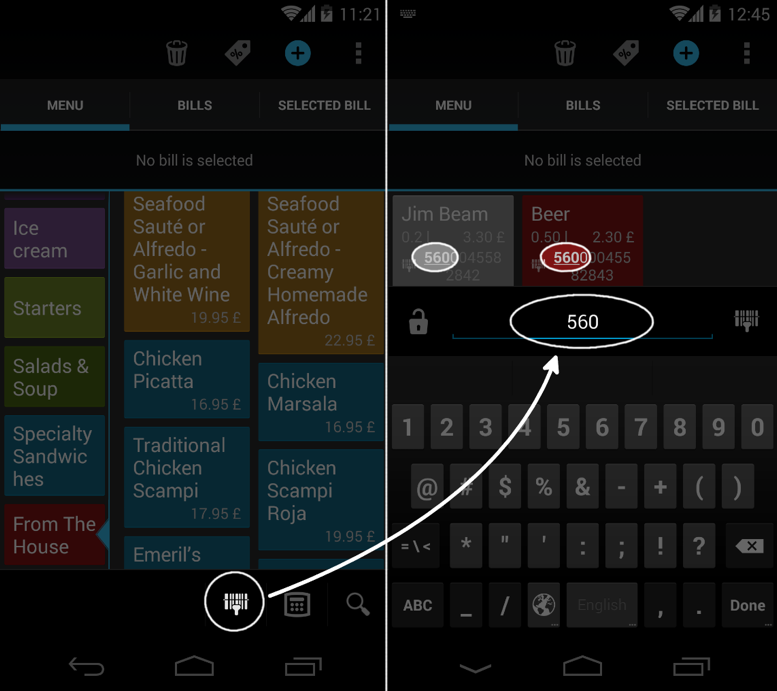 11:21
MENU
BILLS
SELECTED BILL
No bill is selected
Ice
cream
Starters
Salads &
Soup
Specialty
Sandwic
hes
From The
House
Seafood
Sauté or
Alfredo -
Garlic and
White Wine
19.95 £
Chicken
Picatta
16.95 £
Traditional
Chicken
Scampi
17.95 £
Emeril's
Seafood
Sauté or
Alfredo -
Creamy
Homemade
Alfredo
22.95 £
Chicken
Marsala
16.95 £
Chicken
Scampi
Roja
19.95 £
12:45
MENU
BILLS
SELECTED BILL
No bill is selected
Jim Beam
0.2 l 3.30 £
560004558
2842
Beer
0.50 l 2.30 £
560000455
82843
560
1 2 3 4 5 6 7 8 9 0
@ # $ % & - + ( )
= \ < * " ' : ; ! ?
ABC _ / English , . Done